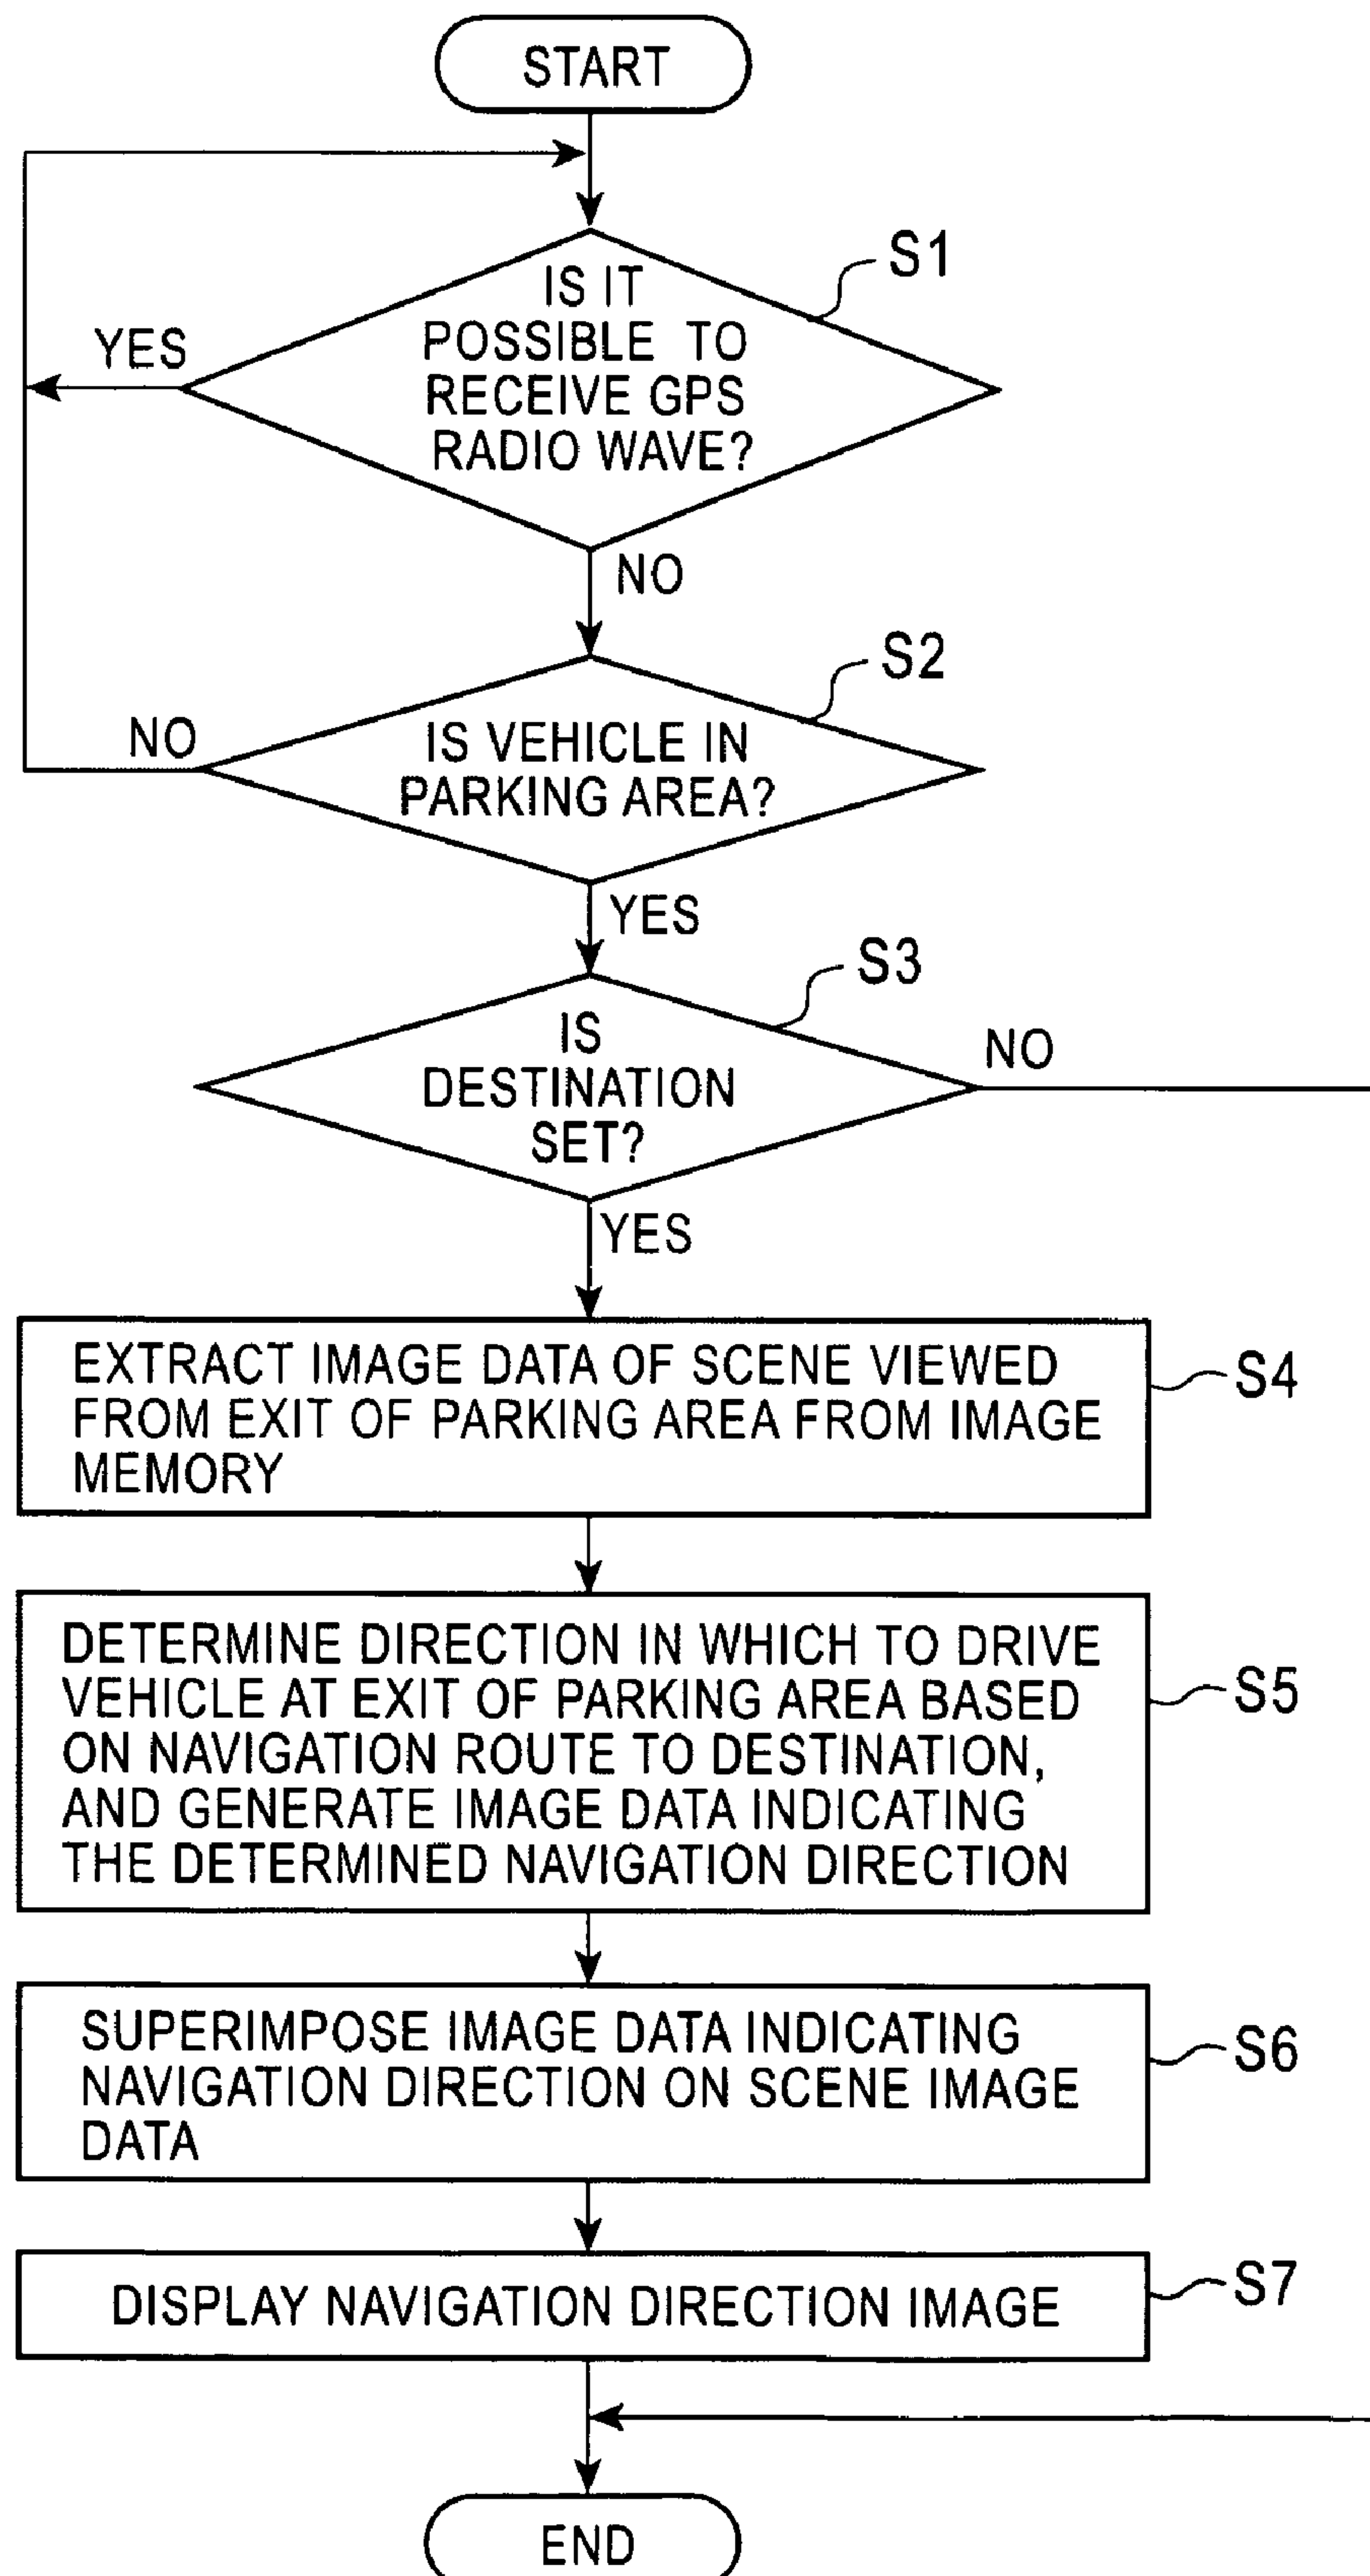 START
S1
IS IT
POSSIBLE TO
RECEIVE GPS
RADIO WAVE?
YES
NO
S2
IS VEHICLE IN
PARKING AREA?
NO
YES
S3
IS
DESTINATION
SET?
NO
YES
EXTRACT IMAGE DATA OF SCENE VIEWED
FROM EXIT OF PARKING AREA FROM IMAGE
MEMORY
S4
DETERMINE DIRECTION IN WHICH TO DRIVE
VEHICLE AT EXIT OF PARKING AREA BASED
ON NAVIGATION ROUTE TO DESTINATION,
AND GENERATE IMAGE DATA INDICATING
THE DETERMINED NAVIGATION DIRECTION
S5
SUPERIMPOSE IMAGE DATA INDICATING
NAVIGATION DIRECTION ON SCENE IMAGE
DATA
S6
DISPLAY NAVIGATION DIRECTION IMAGE
S7
END